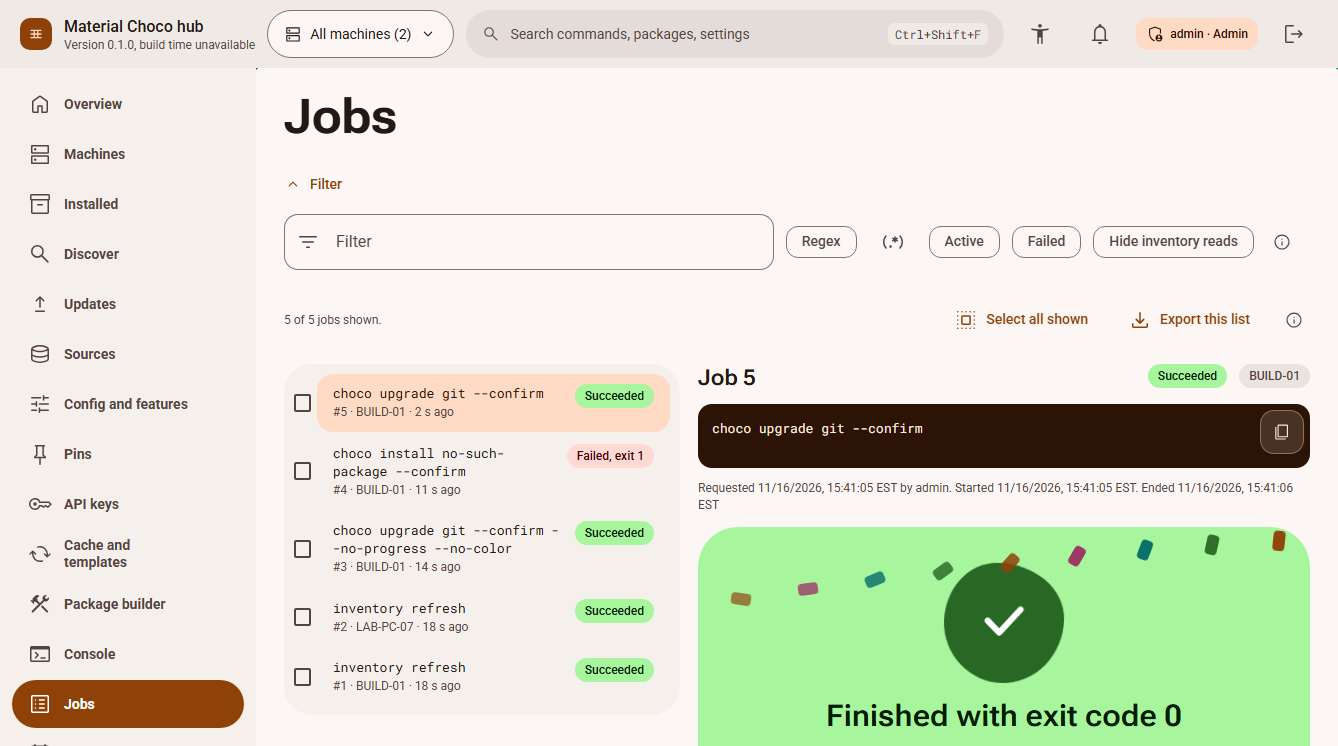 Material Choco hub
Version 0.1.0, build time unavailable
All machines (2)
Search commands, packages, settings
Ctrl+Shift+F
admin · Admin
Overview
Machines
Installed
Discover
Updates
Sources
Config and features
Pins
API keys
Cache and
templates
Package builder
Console
Jobs
Jobs
Filter
Filter
Regex
(.*)
Active
Failed
Hide inventory reads
5 of 5 jobs shown.
Select all shown
Export this list
choco upgrade git --confirm
#5 · BUILD-01 · 2 s ago
Succeeded
choco install no-such-
package --confirm
#4 · BUILD-01 · 11 s ago
Failed, exit 1
choco upgrade git --confirm -
-no-progress --no-color
#3 · BUILD-01 · 14 s ago
Succeeded
inventory refresh
#2 · LAB-PC-07 · 18 s ago
Succeeded
inventory refresh
#1 · BUILD-01 · 18 s ago
Succeeded
Job 5
Succeeded
BUILD-01
choco upgrade git --confirm
Requested 11/16/2026, 15:41:05 EST by admin. Started 11/16/2026, 15:41:05 EST. Ended 11/16/2026, 15:41:06
EST
Finished with exit code 0